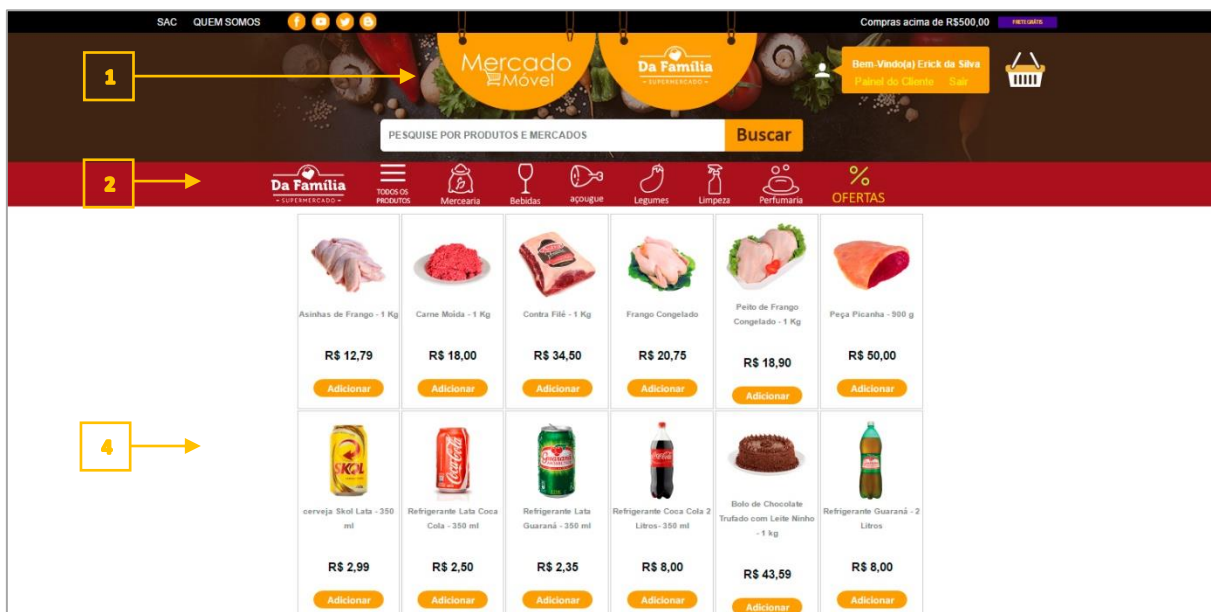 SAC QUEM SOMOS
Compras acima de R$500,00 FRETE GRÁTIS
1
Mercado
Móvel
Da Família
- SUPERMERCADO -
Bem-Vindo(a) Erick da Silva
Painel do Cliente Sair
PESQUISE POR PRODUTOS E MERCADOS
Buscar
2
Da Família
- SUPERMERCADO -
TODOS OS
PRODUTOS
Mercearia
Bebidas
açougue
Legumes
Limpeza
Perfumaria
%
OFERTAS
Asinhas de Frango - 1 Kg
Carne Moída - 1 Kg
Contra Filé - 1 Kg
Frango Congelado
Peito de Frango
Congelado - 1 Kg
Peça Picanha - 900 g
R$ 12,79
R$ 18,00
R$ 34,50
R$ 20,75
R$ 18,90
R$ 50,00
Adicionar
Adicionar
Adicionar
Adicionar
Adicionar
Adicionar
4
SKOL
Coca-Cola
Guaraná
Coca-Cola
cerveja Skol Lata - 350
ml
Refrigerante Lata Coca
Cola - 350 ml
Refrigerante Lata
Guaraná - 350 ml
Refrigerante Coca Cola 2
Litros- 350 ml
Bolo de Chocolate
Trufado com Leite Ninho
- 1 kg
Refrigerante Guaraná - 2
Litros
R$ 2,99
R$ 2,50
R$ 2,35
R$ 8,00
R$ 43,59
R$ 8,00
Adicionar
Adicionar
Adicionar
Adicionar
Adicionar
Adicionar